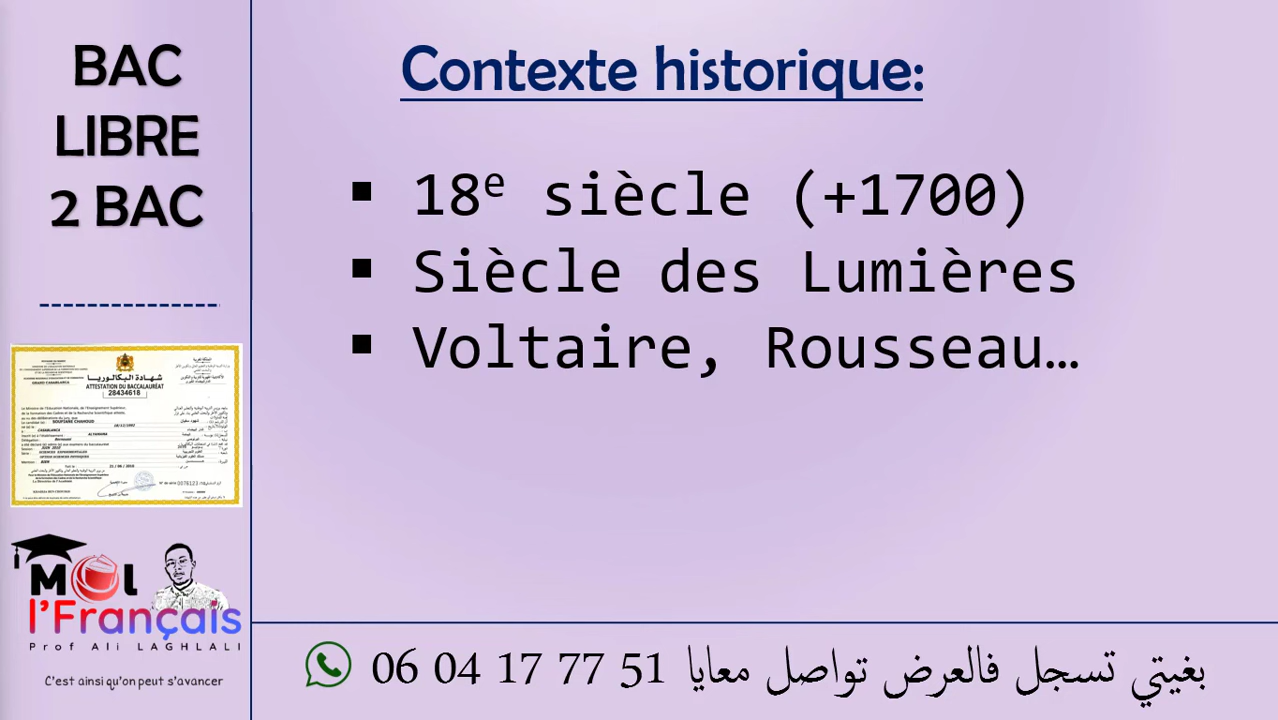 BAC
LIBRE
2 BAC
Contexte historique:
18e siècle (+1700)
Siècle des Lumières
Voltaire, Rousseau…
شهادة البكالوريا
ATTESTATION DU BACCALAURÉAT
28434618
MOL
l'Français
Prof Ali LAGHLALI
C'est ainsi qu'on peut s'avancer
06 04 17 77 51 بغيتي تسجل فالعرض تواصل معايا